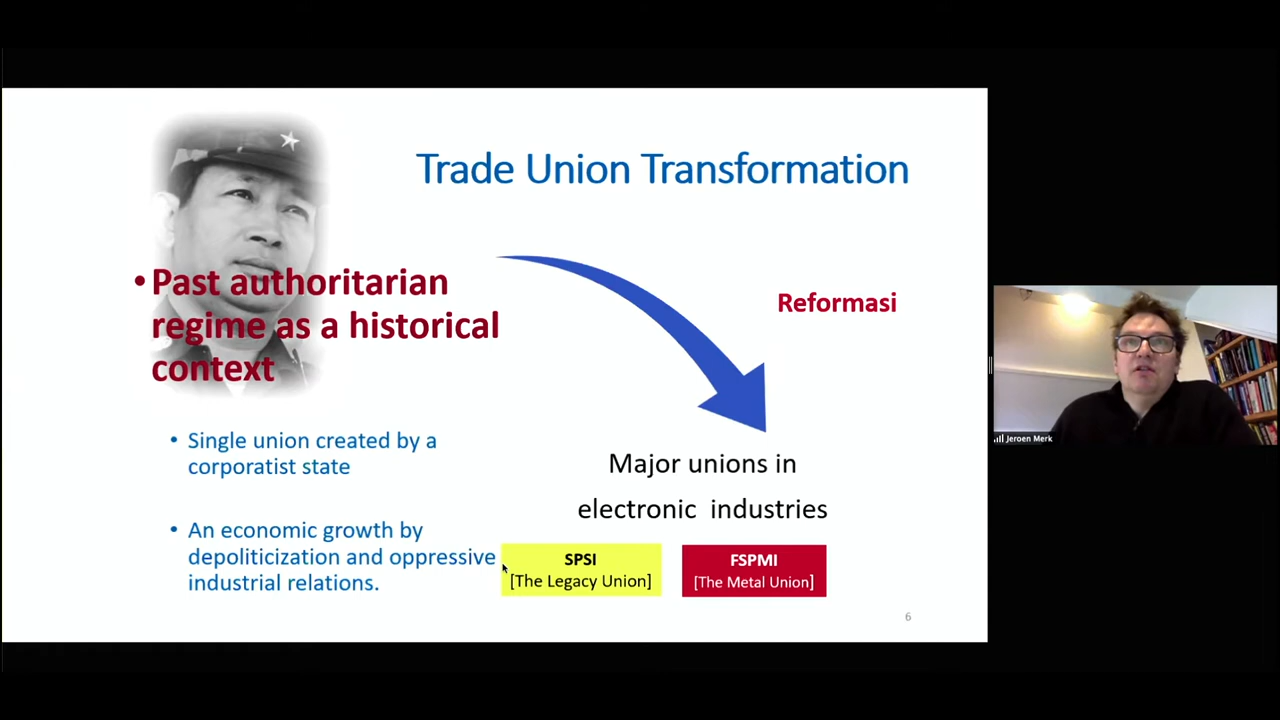 Trade Union Transformation
•Past authoritarian
regime as a historical
context
• Single union created by a
corporatist state
• An economic growth by
depoliticization and oppressive
industrial relations.
Reformasi
Major unions in
electronic industries
SPSI
[The Legacy Union]
FSPMI
[The Metal Union]
6
Jeroen Merk